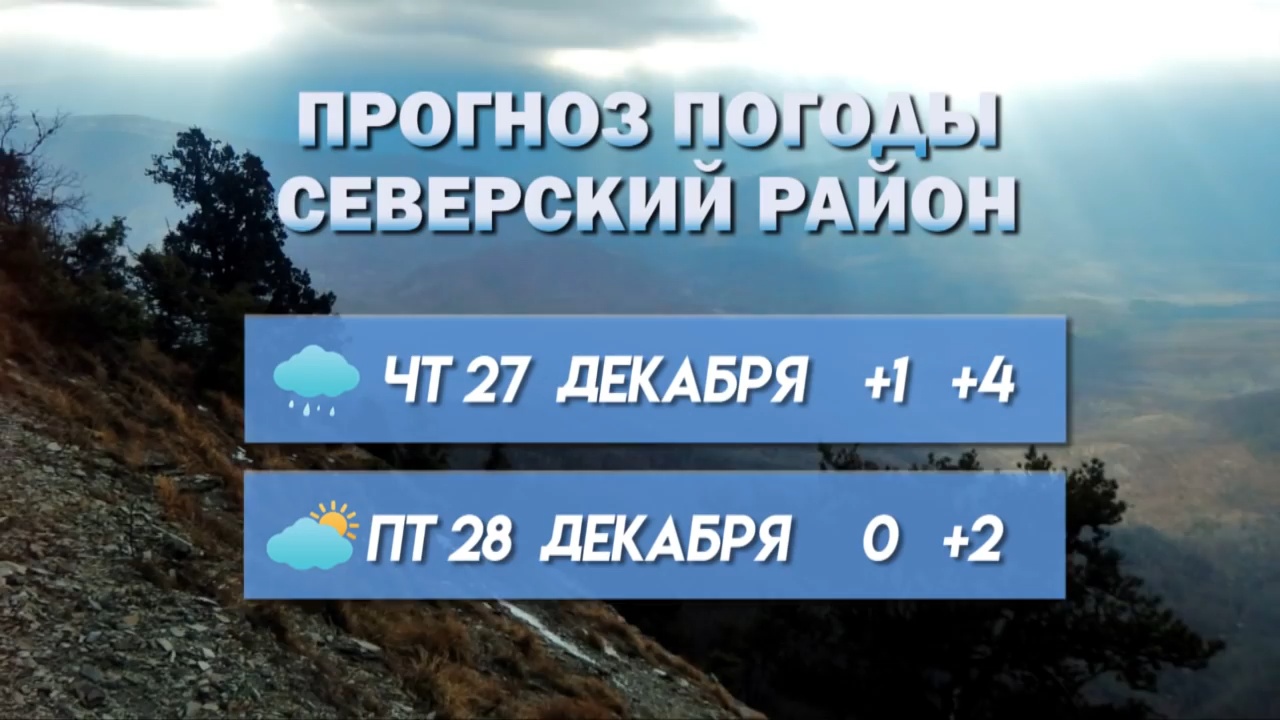 ПРОГНОЗ ПОГОДЫ
СЕВЕРСКИЙ РАЙОН
ЧТ 27 ДЕКАБРЯ +1 +4
ПТ 28 ДЕКАБРЯ 0 +2